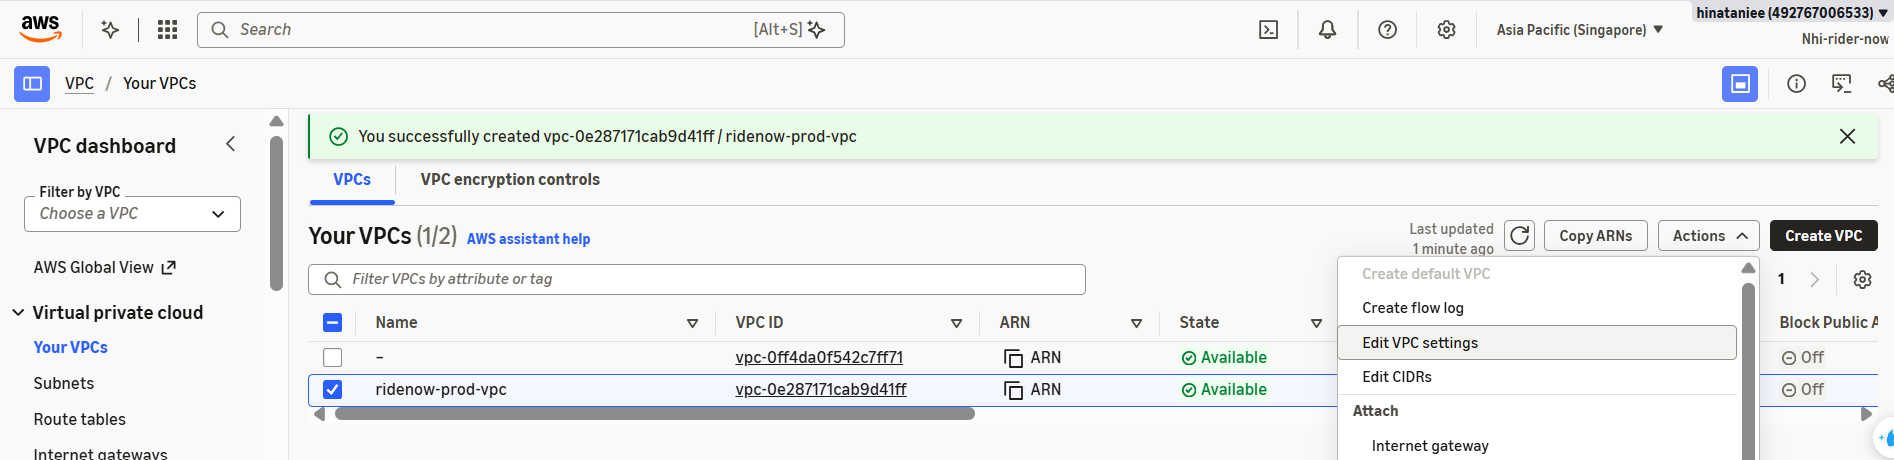 hinataniee (492767006533)
aws
Search [Alt+S]
Asia Pacific (Singapore)
Nhi-rider-now
VPC / Your VPCs
You successfully created vpc-0e287171cab9d41ff / ridenow-prod-vpc
VPC dashboard
Filter by VPC
Choose a VPC
AWS Global View
Virtual private cloud
Your VPCs
Subnets
Route tables
Internet gateways
VPCs
VPC encryption controls
Your VPCs (1/2) AWS assistant help
Last updated
1 minute ago
Copy ARNs
Actions
Create VPC
Filter VPCs by attribute or tag
1
Name VPC ID ARN State Block Public A
– vpc-0ff4da0f542c7ff71 ARN Available Off
ridenow-prod-vpc vpc-0e287171cab9d41ff ARN Available Off
Create default VPC
Create flow log
Edit VPC settings
Edit CIDRs
Attach
Internet gateway